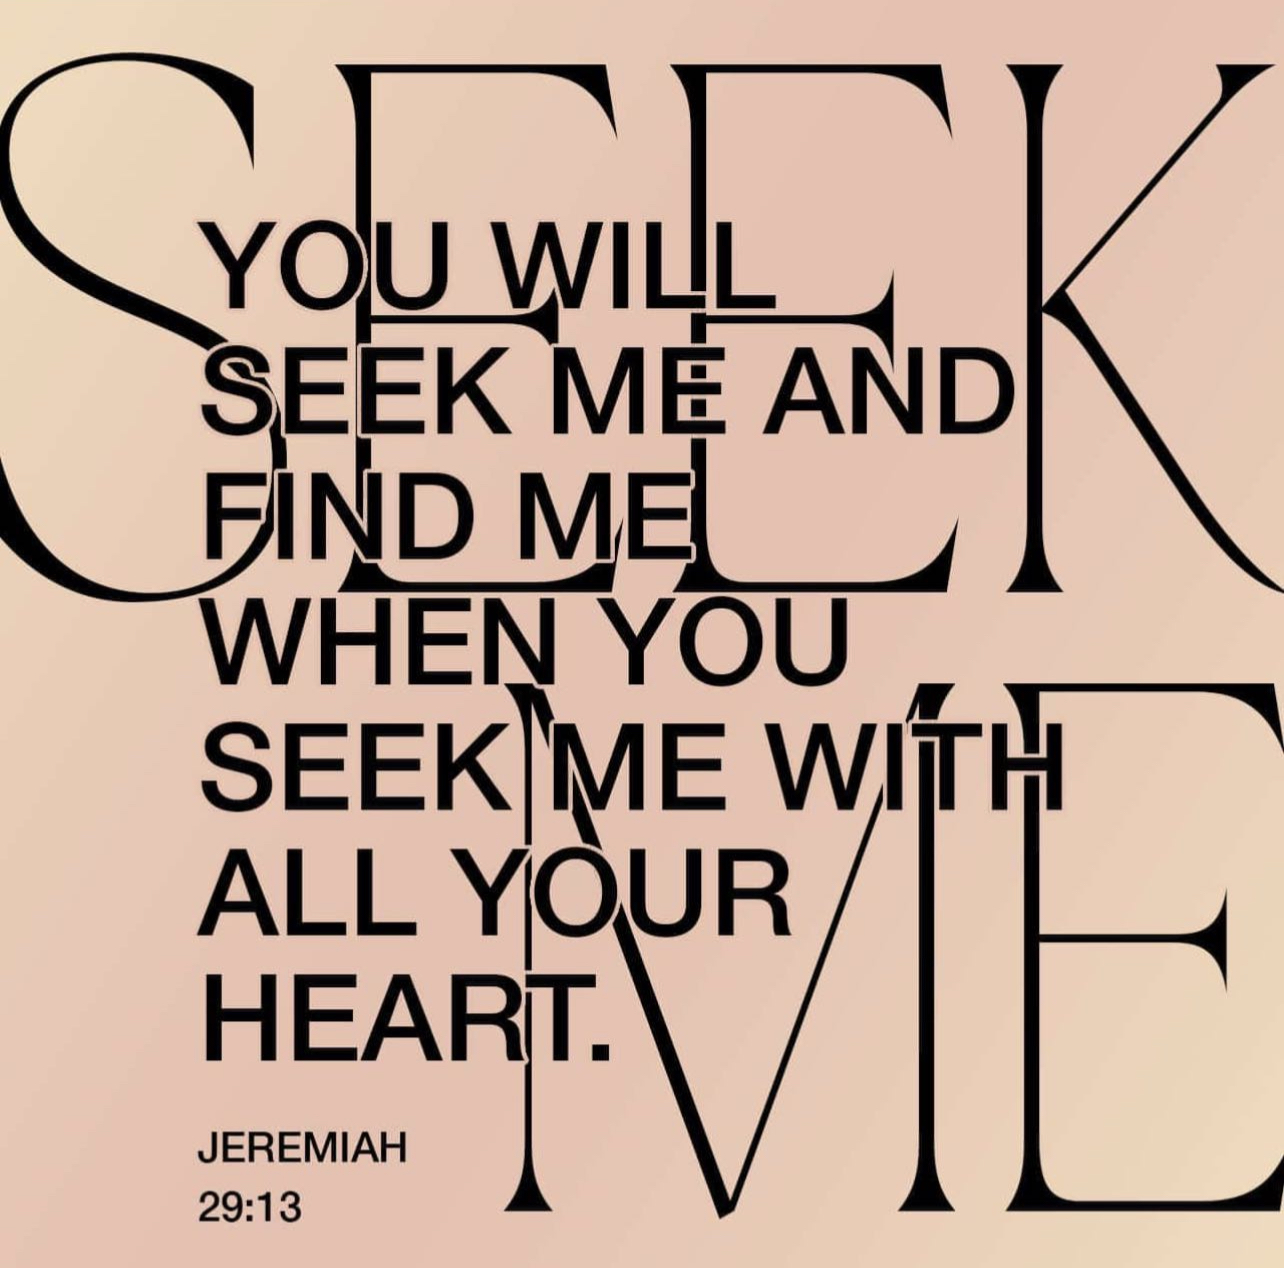 SEEK
ME
YOU WILL
SEEK ME AND
FIND ME
WHEN YOU
SEEK ME WITH
ALL YOUR
HEART.
JEREMIAH
29:13